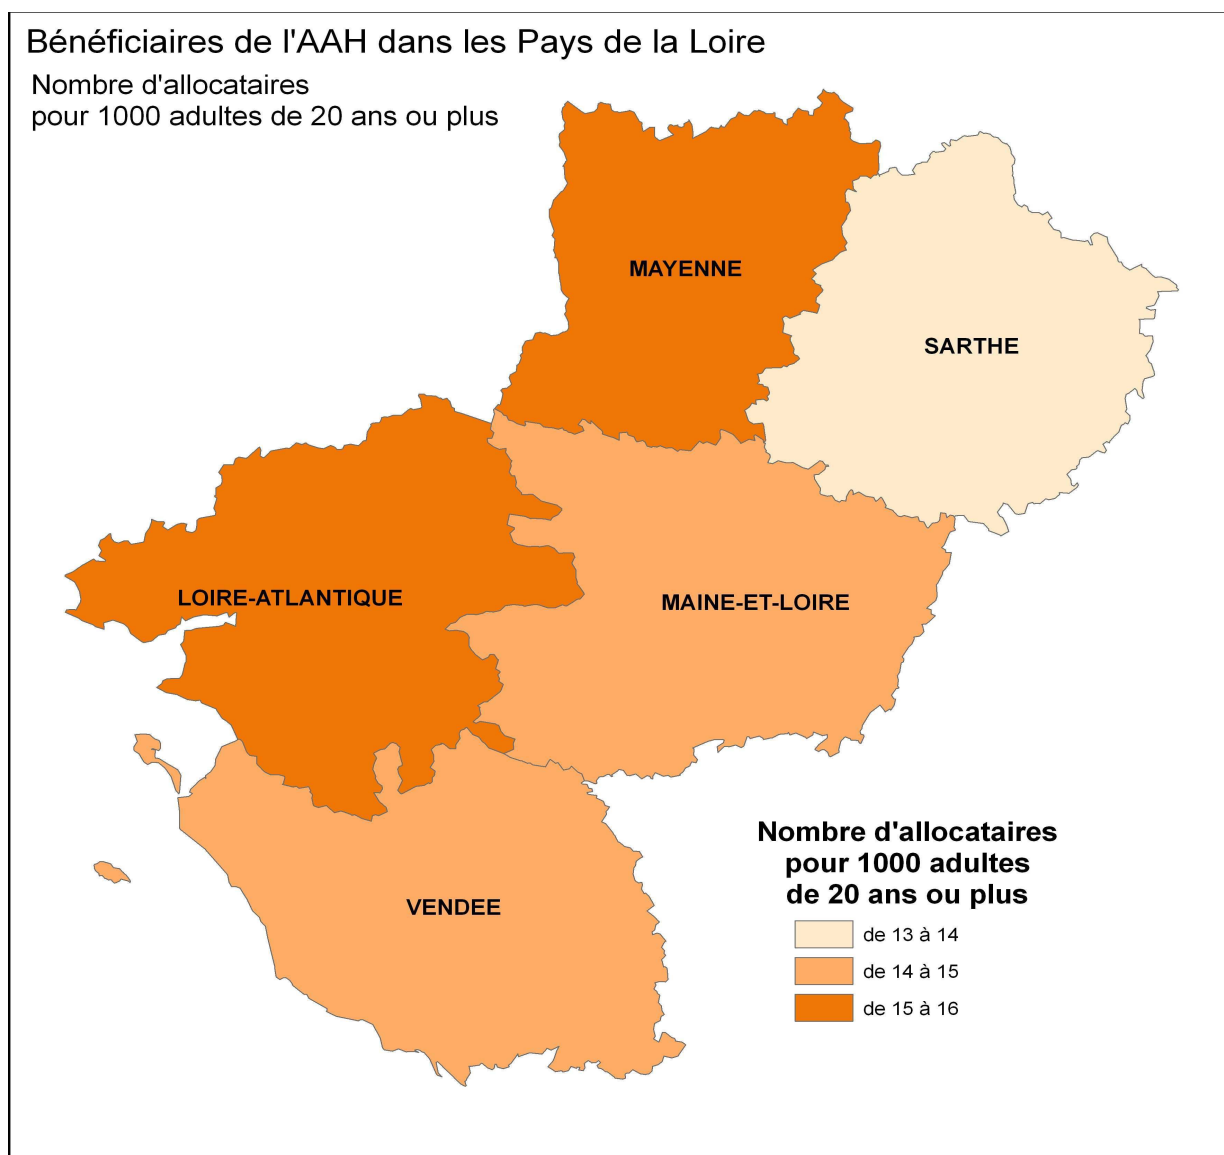 Bénéficiaires de l'AAH dans les Pays de la Loire
Nombre d'allocataires
pour 1000 adultes de 20 ans ou plus
MAYENNE
SARTHE
LOIRE-ATLANTIQUE
MAINE-ET-LOIRE
VENDEE
Nombre d'allocataires
pour 1000 adultes
de 20 ans ou plus
de 13 à 14
de 14 à 15
de 15 à 16